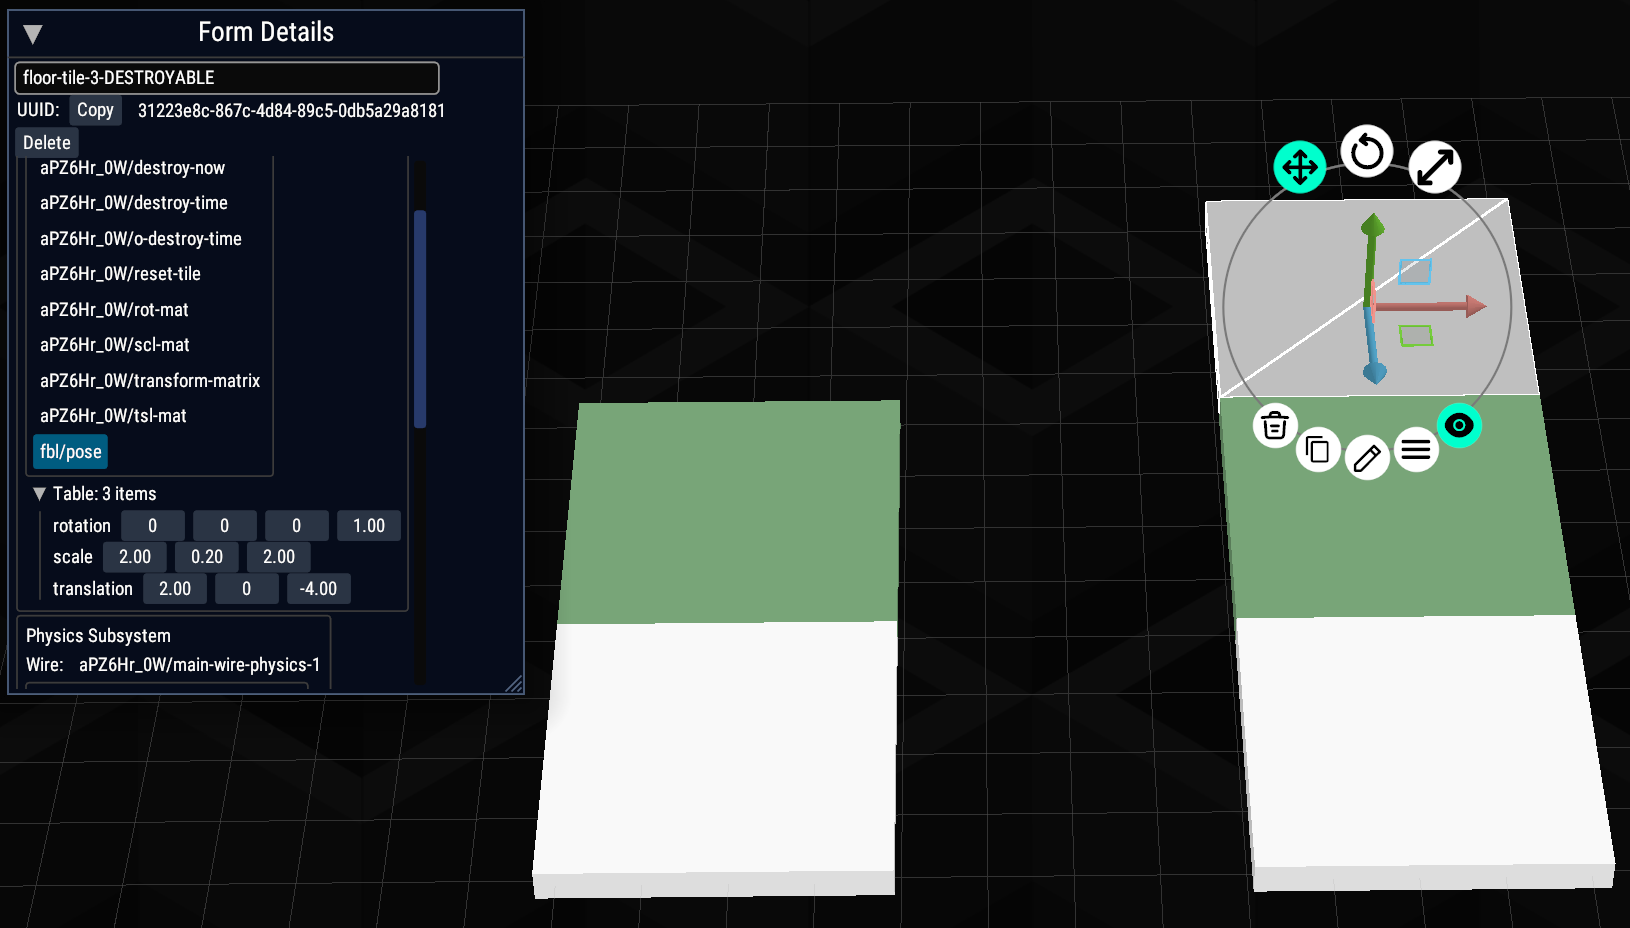 Form Details
floor-tile-3-DESTROYABLE
UUID: Copy 31223e8c-867c-4d84-89c5-0db5a29a8181
Delete
aPZ6Hr_0W/destroy-now
aPZ6Hr_0W/destroy-time
aPZ6Hr_0W/o-destroy-time
aPZ6Hr_0W/reset-tile
aPZ6Hr_0W/rot-mat
aPZ6Hr_0W/scl-mat
aPZ6Hr_0W/transform-matrix
aPZ6Hr_0W/tsl-mat
fbl/pose
Table: 3 items
rotation 0 0 0 1.00
scale 2.00 0.20 2.00
translation 2.00 0 -4.00
Physics Subsystem
Wire: aPZ6Hr_0W/main-wire-physics-1